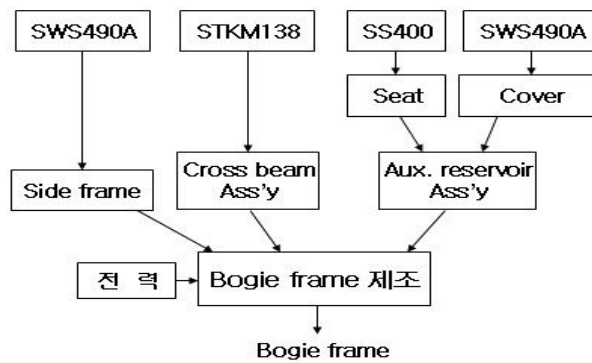 SWS490A
STKM138
SS400
SWS490A
Seat
Cover
Side frame
Cross beam
Ass'y
Aux. reservoir
Ass'y
전 력
Bogie frame 제조
Bogie frame